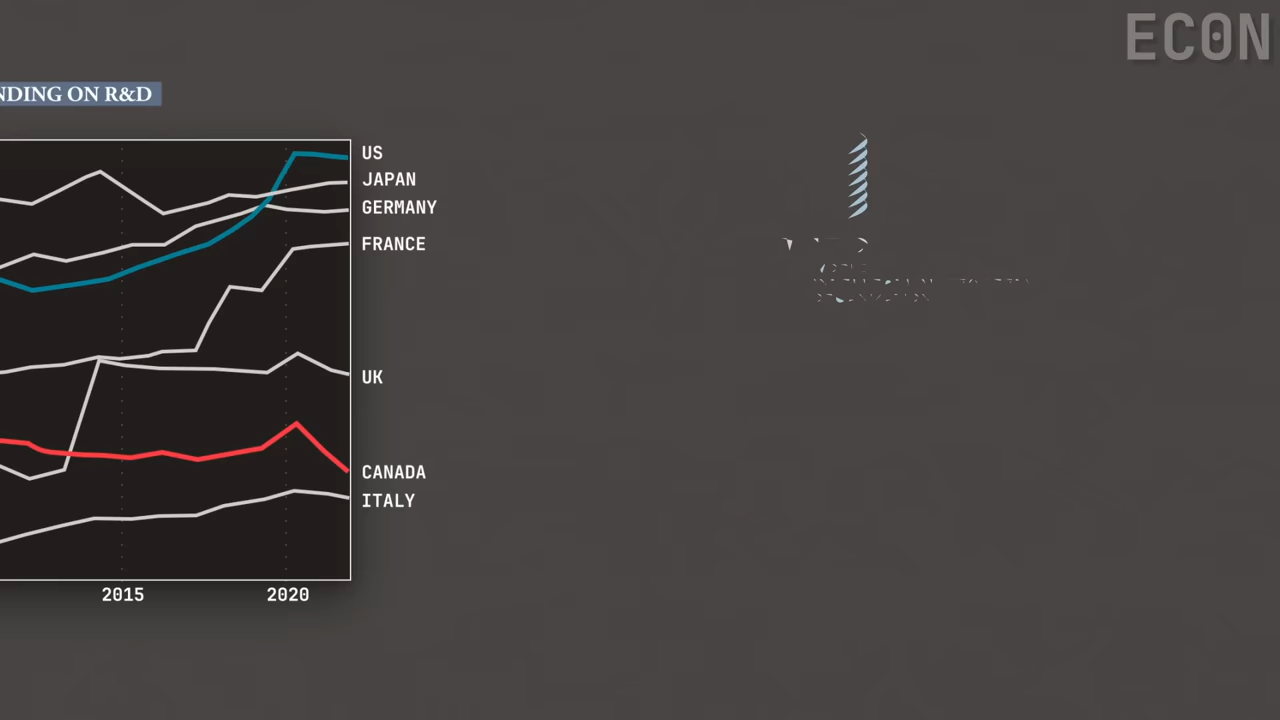 ECON
NDING ON R&D
US
JAPAN
GERMANY
FRANCE
UK
CANADA
ITALY
2015
2020